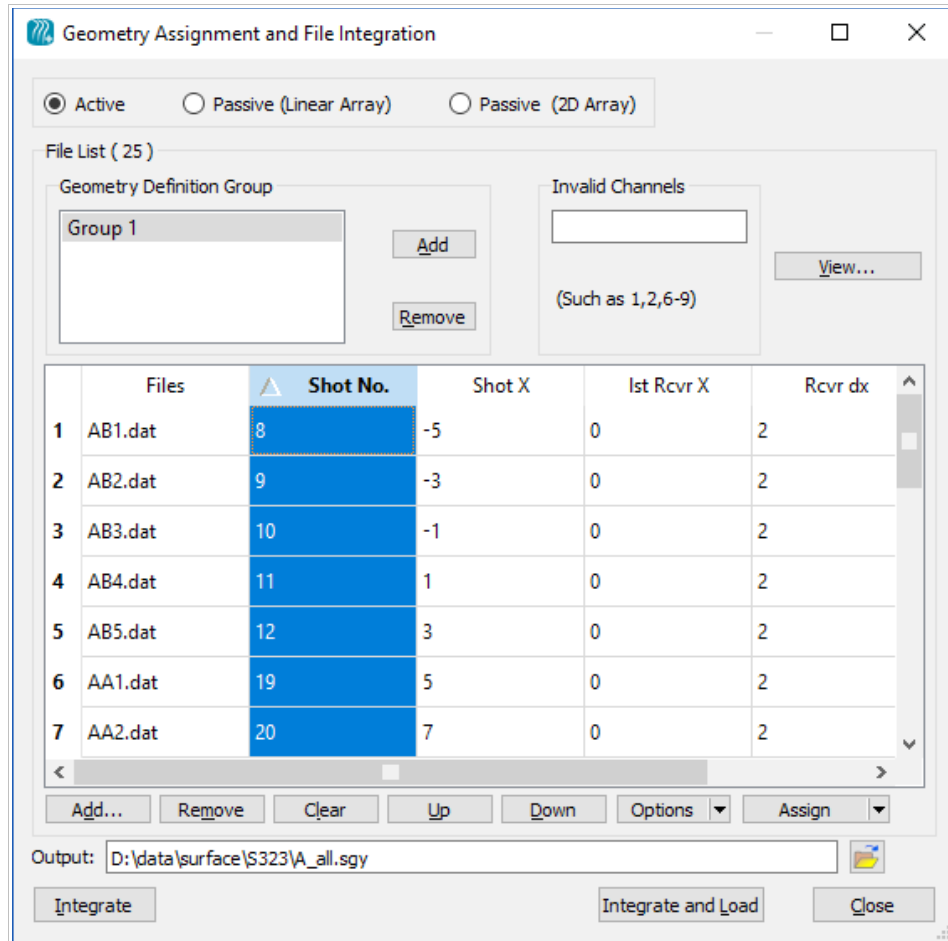 Geometry Assignment and File Integration
Active Passive (Linear Array) Passive (2D Array)
File List ( 25 )
Geometry Definition Group Invalid Channels
Group 1
Add
View...
(Such as 1,2,6-9)
Remove
Files Shot No. Shot X Ist Rcvr X Rcvr dx
1 AB1.dat 8 -5 0 2
2 AB2.dat 9 -3 0 2
3 AB3.dat 10 -1 0 2
4 AB4.dat 11 1 0 2
5 AB5.dat 12 3 0 2
6 AA1.dat 19 5 0 2
7 AA2.dat 20 7 0 2
Add... Remove Clear Up Down Options Assign
Output: D:\data\surface\S323\A_all.sgy
Integrate Integrate and Load Close